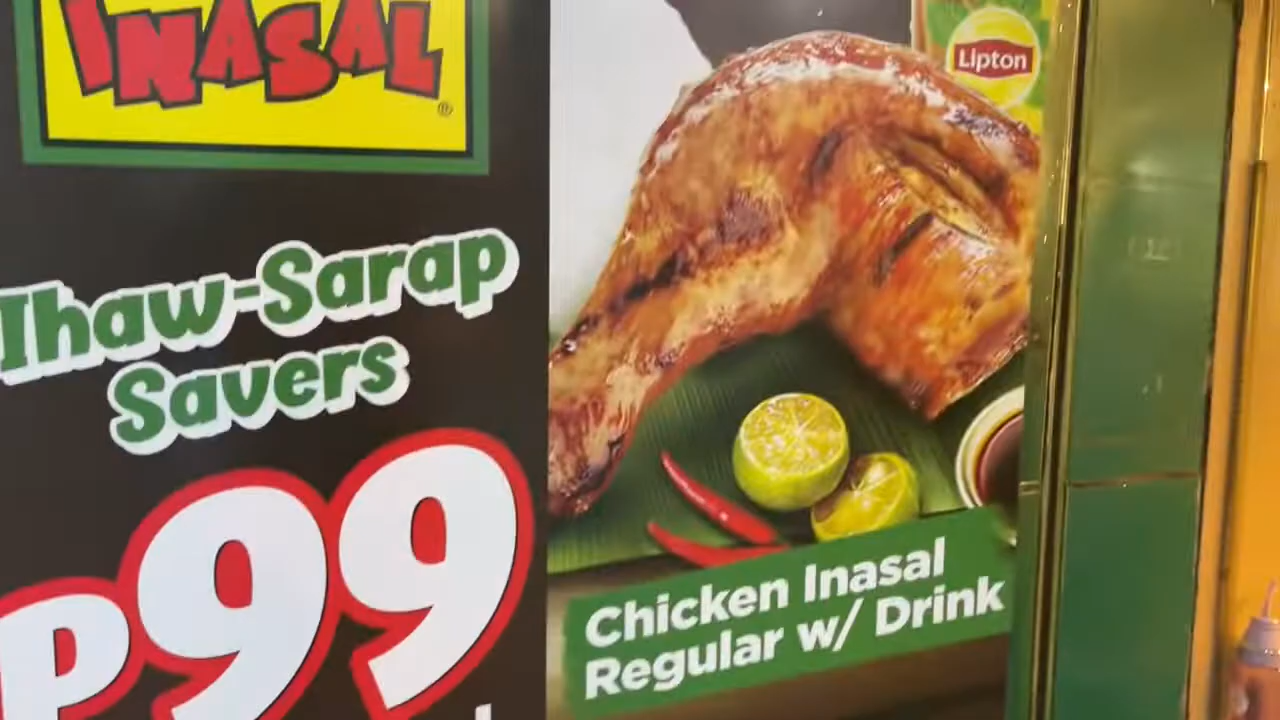 INASAL
®
Ihaw-Sarap
Savers
P99
Lipton
Chicken Inasal
Regular w/ Drink